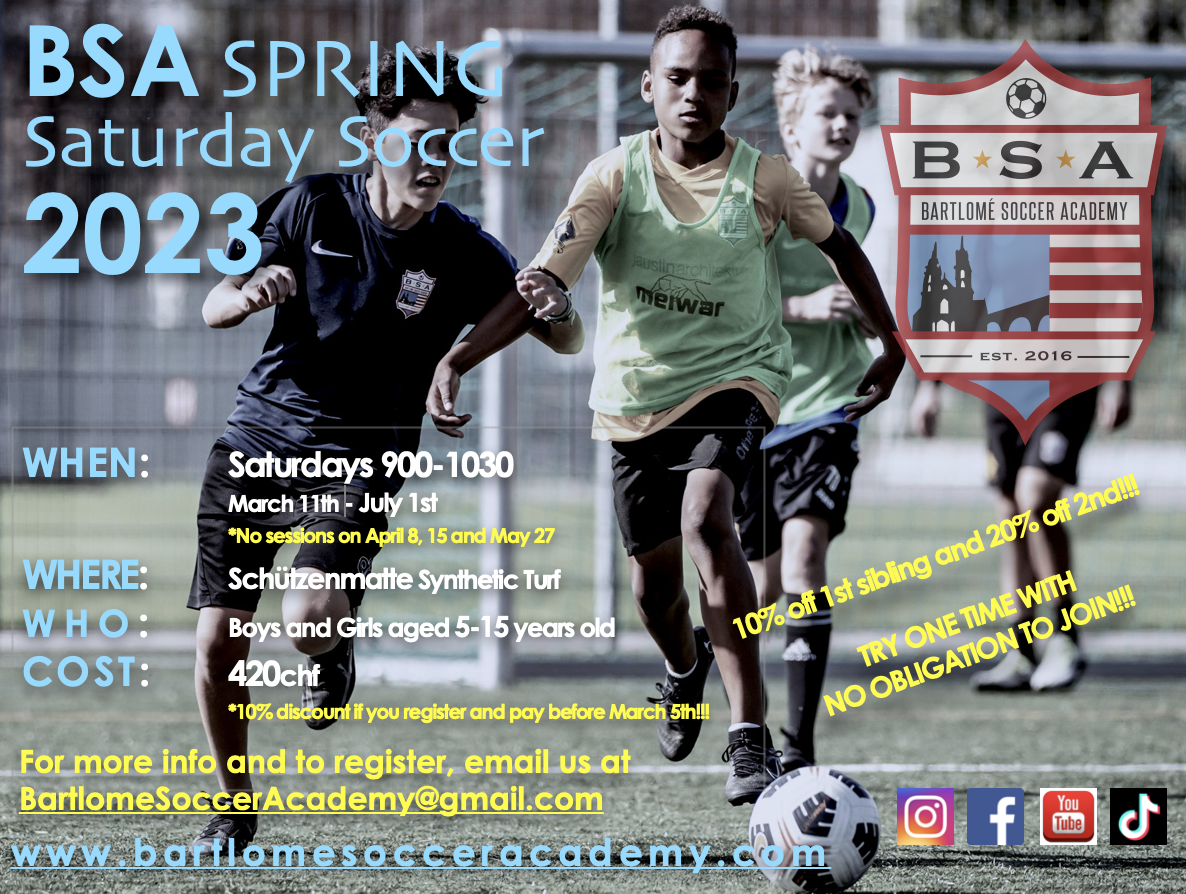 BSA SPRING
Saturday Soccer
2023
B S A
BARTLOMÉ SOCCER ACADEMY
EST. 2016
BSA
BSA
meiwar
WHEN: Saturdays 900-1030
March 11th - July 1st
*No sessions on April 8, 15 and May 27
WHERE: Schützenmatte Synthetic Turf
WHO: Boys and Girls aged 5-15 years old
COST: 420chf
*10% discount if you register and pay before March 5th!!!
10% off 1st sibling and 20% off 2nd!!!
TRY ONE TIME WITH
NO OBLIGATION TO JOIN!!!
For more info and to register, email us at
BartlomeSoccerAcademy@gmail.com
www.bartlomesocceracademy.com
You
Tube